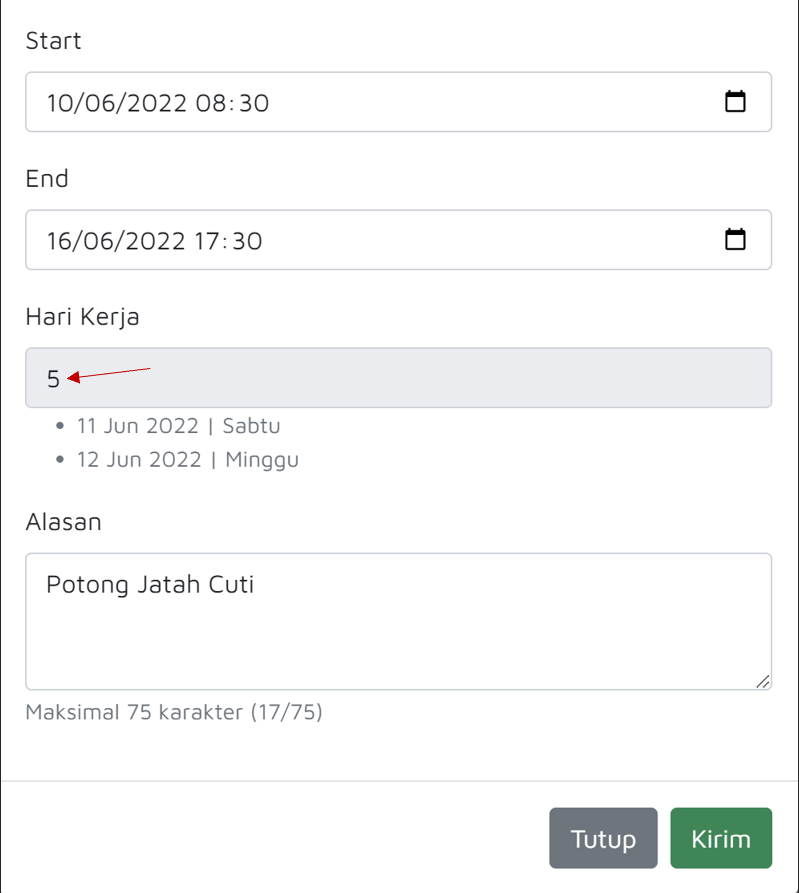 Start
10/06/2022 08:30
End
16/06/2022 17:30
Hari Kerja
5
• 11 Jun 2022 | Sabtu
• 12 Jun 2022 | Minggu
Alasan
Potong Jatah Cuti
Maksimal 75 karakter (17/75)
Tutup Kirim